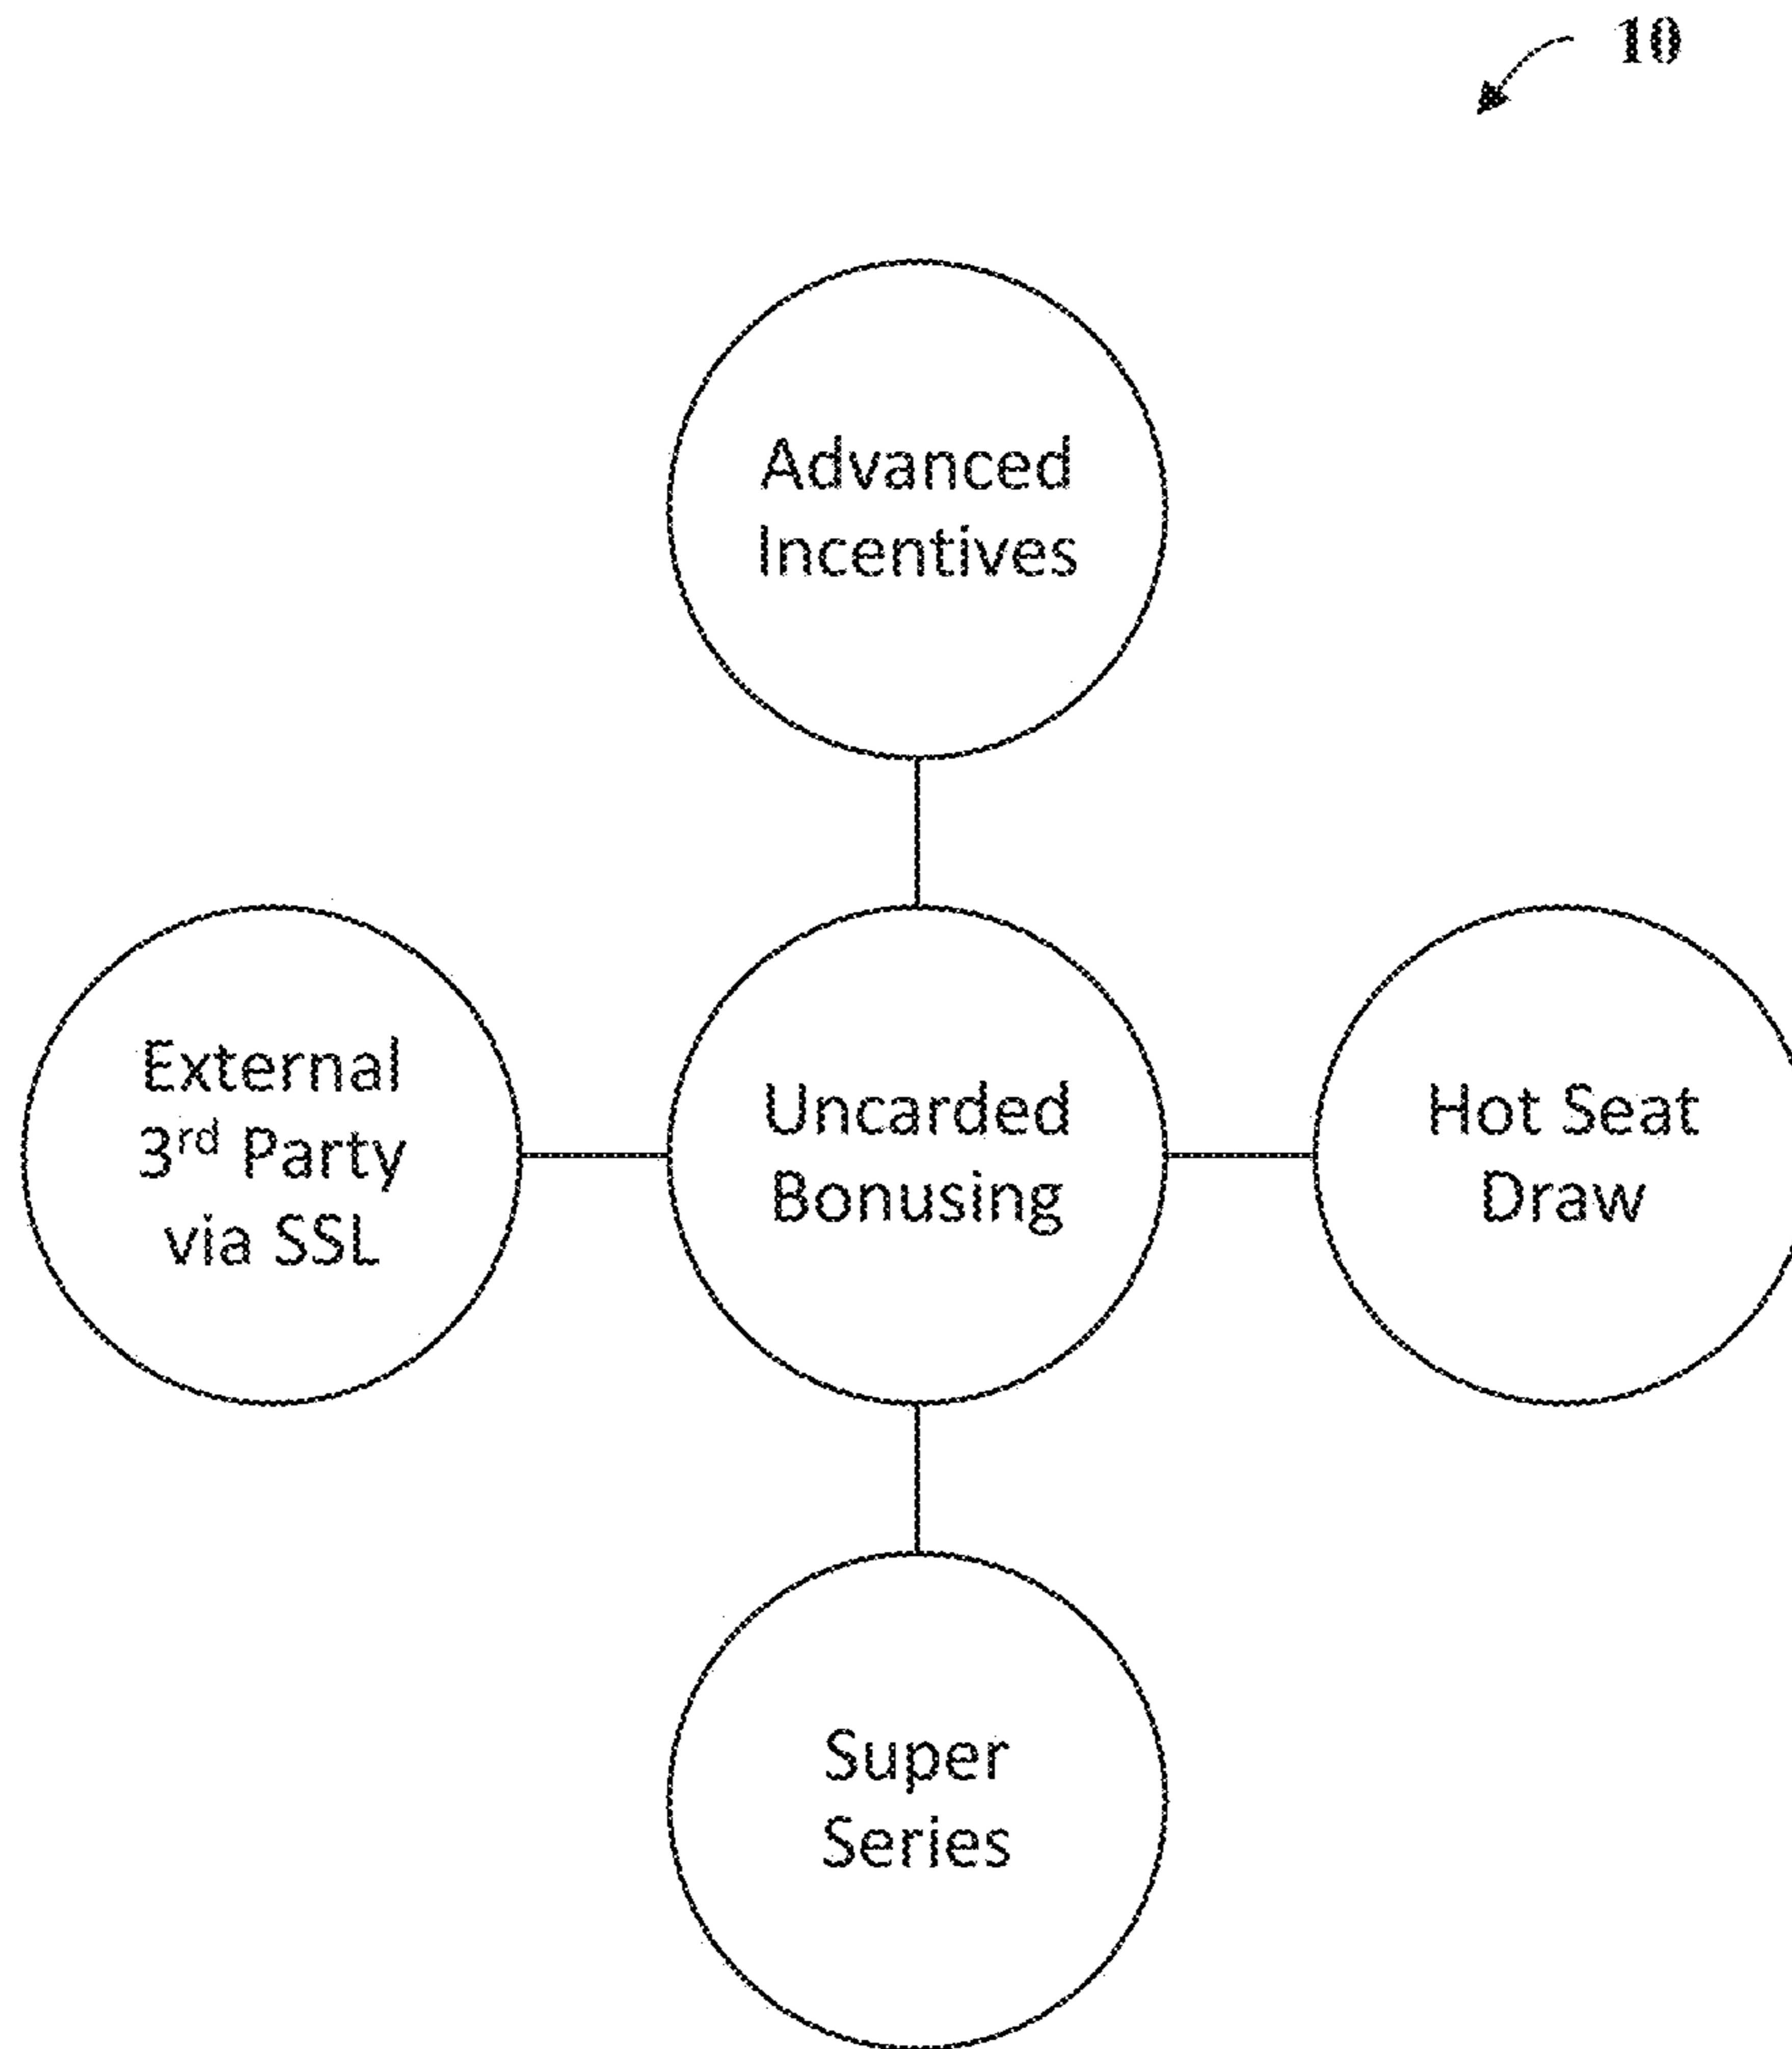 10
Advanced
Incentives
External
3rd Party
via SSL
Uncarded
Bonusing
Hot Seat
Draw
Super
Series